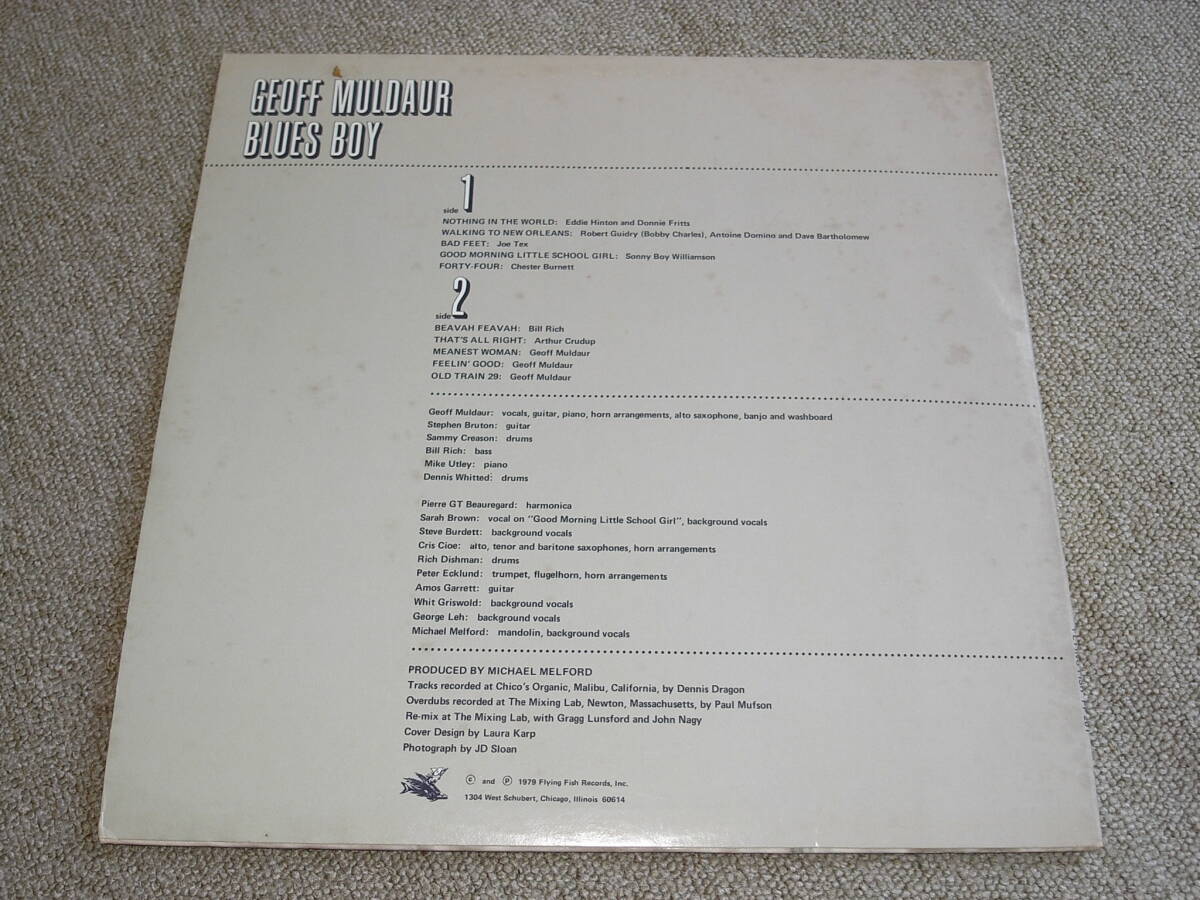 GEOFF MULDAUR
BLUES BOY
side 1
NOTHING IN THE WORLD: Eddie Hinton and Donnie Fritts
WALKING TO NEW ORLEANS: Robert Guidry (Bobby Charles), Antoine Domino and Dave Bartholomew
BAD FEET: Joe Tex
GOOD MORNING LITTLE SCHOOL GIRL: Sonny Boy Williamson
FORTY-FOUR: Chester Burnett
side 2
BEAVAH FEAVAH: Bill Rich
THAT'S ALL RIGHT: Arthur Crudup
MEANEST WOMAN: Geoff Muldaur
FEELIN' GOOD: Geoff Muldaur
OLD TRAIN 29: Geoff Muldaur
Geoff Muldaur: vocals, guitar, piano, horn arrangements, alto saxophone, banjo and washboard
Stephen Bruton: guitar
Sammy Creason: drums
Bill Rich: bass
Mike Utley: piano
Dennis Whitted: drums
Pierre GT Beauregard: harmonica
Sarah Brown: vocal on "Good Morning Little School Girl", background vocals
Steve Burdett: background vocals
Cris Cioe: alto, tenor and baritone saxophones, horn arrangements
Rich Dishman: drums
Peter Ecklund: trumpet, flugelhorn, horn arrangements
Amos Garrett: guitar
Whit Griswold: background vocals
George Leh: background vocals
Michael Melford: mandolin, background vocals
PRODUCED BY MICHAEL MELFORD
Tracks recorded at Chico's Organic, Malibu, California, by Dennis Dragon
Overdubs recorded at The Mixing Lab, Newton, Massachusetts, by Paul Mufson
Re-mix at The Mixing Lab, with Gragg Lunsford and John Nagy
Cover Design by Laura Karp
Photograph by JD Sloan
© and ℗ 1979 Flying Fish Records, Inc.
1304 West Schubert, Chicago, Illinois 60614